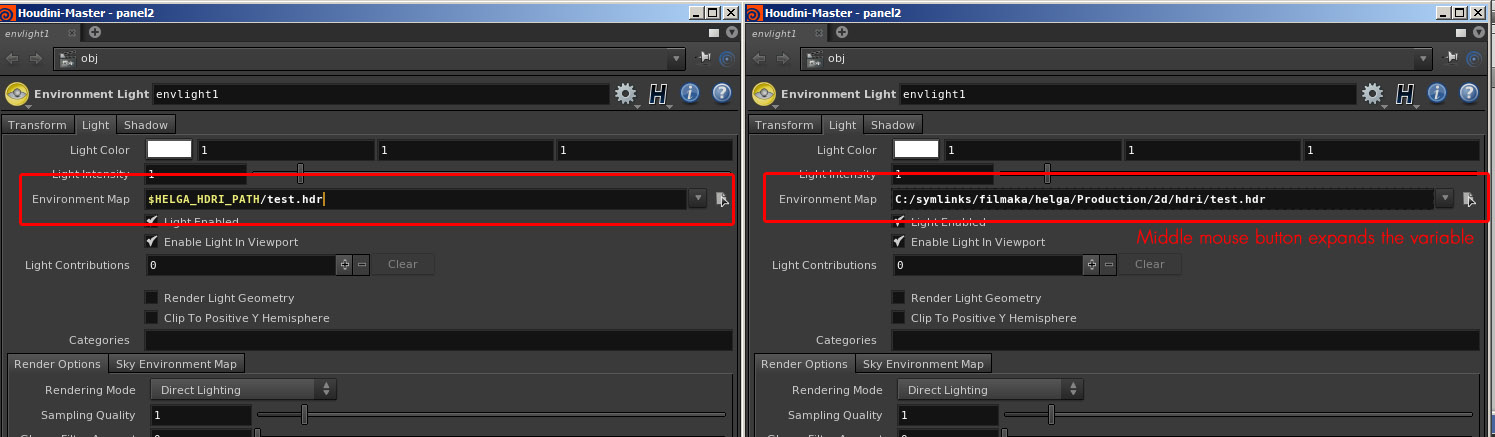 Houdini-Master - panel2
envlight1
obj
Environment Light envlight1
Transform Light Shadow
Light Color 1 1 1
Light Intensity 1
Environment Map $HELGA_HDRI_PATH/test.hdr
Light Enabled
Enable Light In Viewport
Light Contributions 0 Clear
Render Light Geometry
Clip To Positive Y Hemisphere
Categories
Render Options Sky Environment Map
Rendering Mode Direct Lighting
Sampling Quality 1
Houdini-Master - panel2
envlight1
obj
Environment Light envlight1
Transform Light Shadow
Light Color 1 1 1
Light Intensity 1
Environment Map C:/symlinks/filmaka/helga/Production/2d/hdri/test.hdr
Light Enabled
Middle mouse button expands the variable
Enable Light In Viewport
Light Contributions 0 Clear
Render Light Geometry
Clip To Positive Y Hemisphere
Categories
Render Options Sky Environment Map
Rendering Mode Direct Lighting
Sampling Quality 1